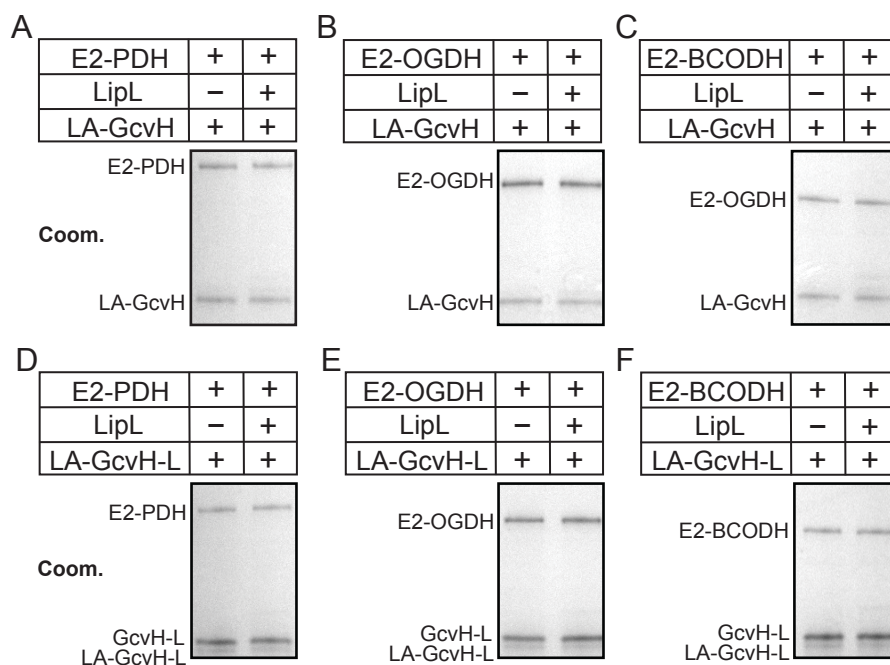 A
E2-PDH + +
LipL – +
LA-GcvH + +
E2-PDH
Coom.
LA-GcvH
B
E2-OGDH + +
LipL – +
LA-GcvH + +
E2-OGDH
LA-GcvH
C
E2-BCODH + +
LipL – +
LA-GcvH + +
E2-OGDH
LA-GcvH
D
E2-PDH + +
LipL – +
LA-GcvH-L + +
E2-PDH
Coom.
GcvH-L
LA-GcvH-L
E
E2-OGDH + +
LipL – +
LA-GcvH-L + +
E2-OGDH
GcvH-L
LA-GcvH-L
F
E2-BCODH + +
LipL – +
LA-GcvH-L + +
E2-BCODH
GcvH-L
LA-GcvH-L